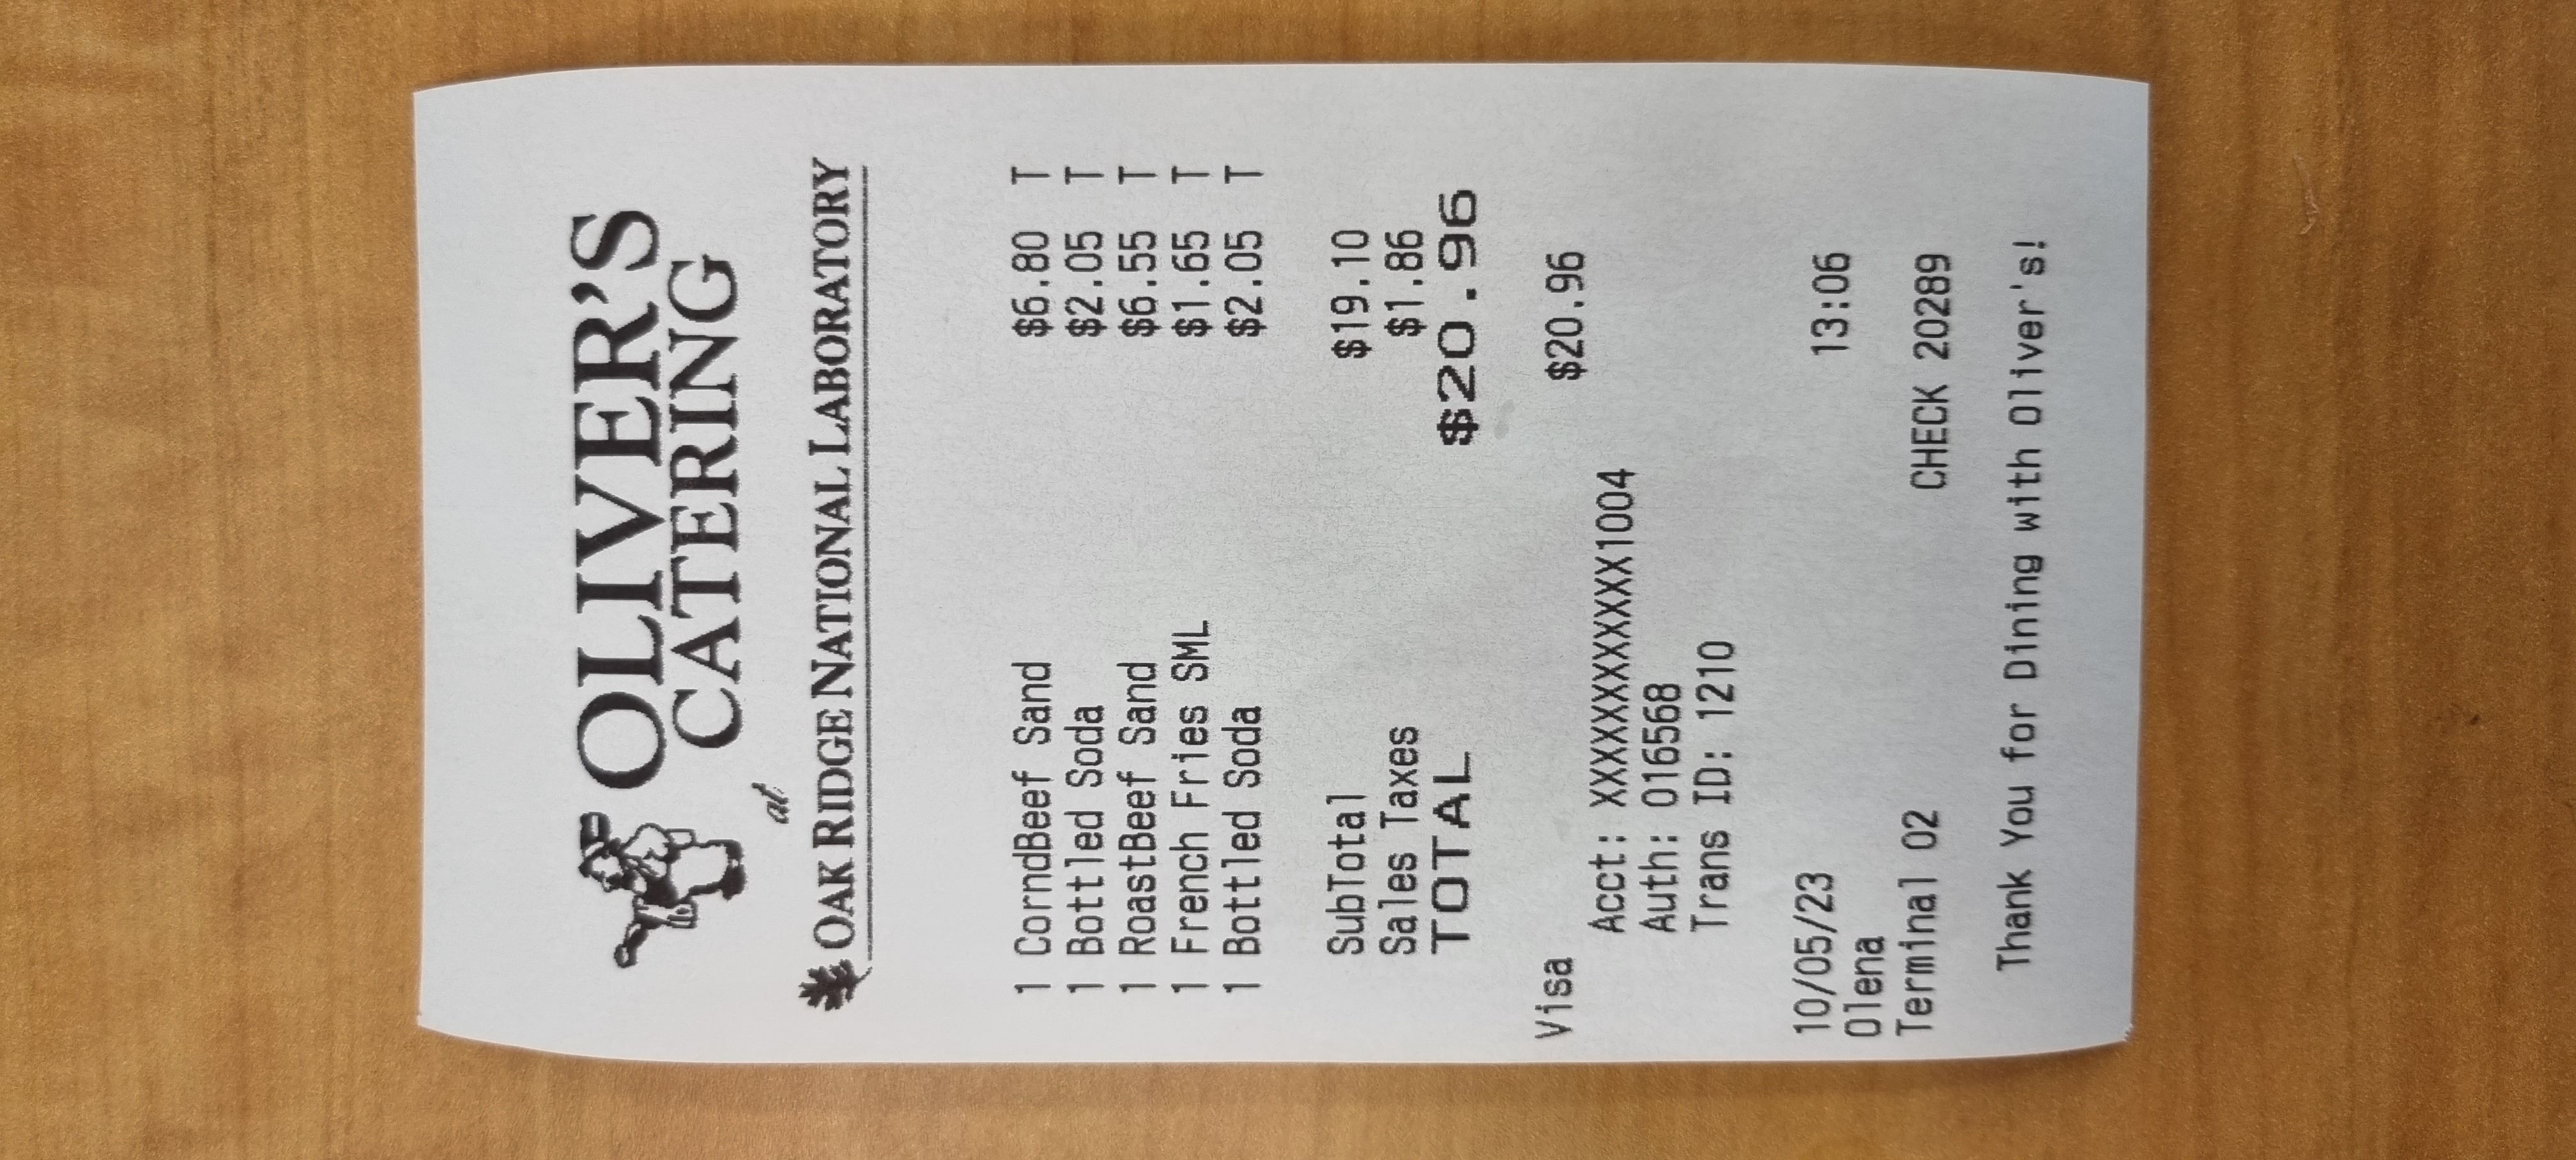 OLIVER'S
CATERING
at
OAK RIDGE NATIONAL LABORATORY
1 CorndBeef Sand $6.80 T
1 Bottled Soda $2.05 T
1 RoastBeef Sand $6.55 T
1 French Fries SML $1.65 T
1 Bottled Soda $2.05 T
SubTotal $19.10
Sales Taxes $1.86
TOTAL $20.96
Visa $20.96
Acct: XXXXXXXXXXXX1004
Auth: 016568
Trans ID: 1210
10/05/23 13:06
Olena
Terminal 02 CHECK 20289
Thank You for Dining with Oliver's!